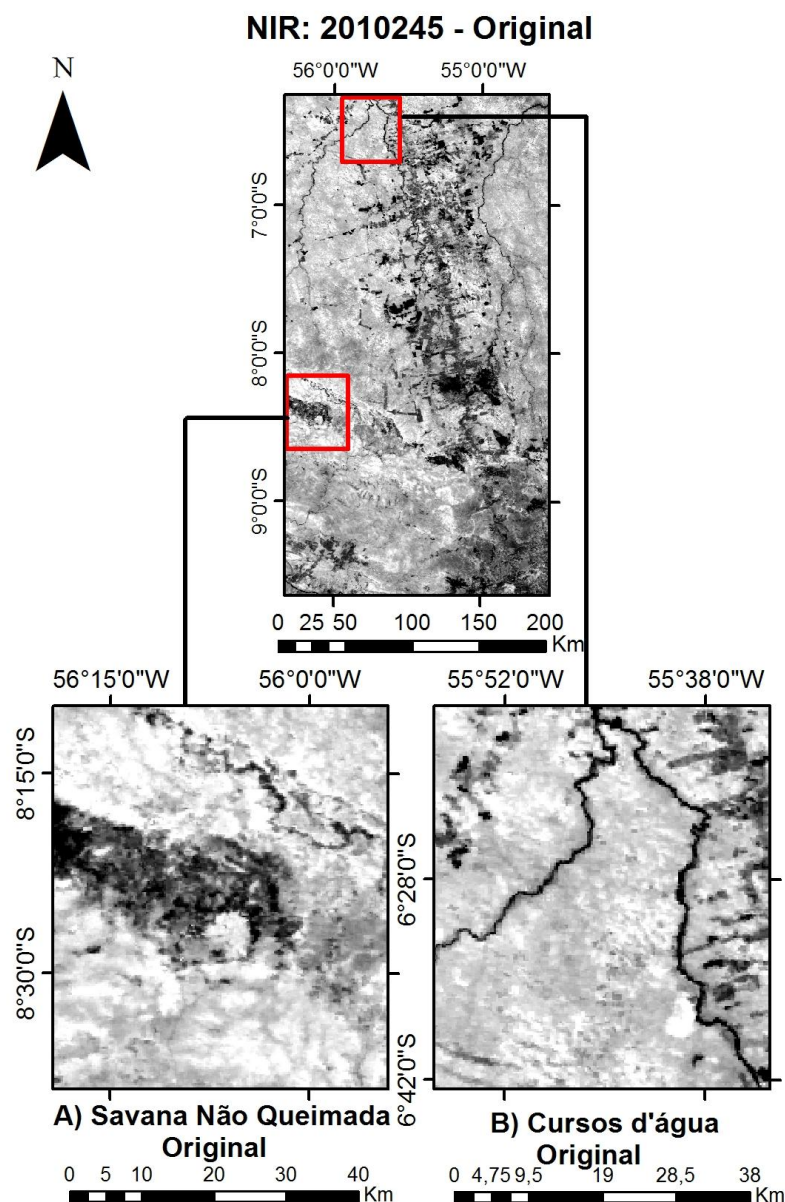 NIR: 2010245 - Original
N
56°0'0"W 55°0'0"W
7°0'0"S
8°0'0"S
9°0'0"S
0 25 50 100 150 200
Km
56°15'0"W 56°0'0"W
8°15'0"S
8°30'0"S
A) Savana Não Queimada
Original
0 5 10 20 30 40
Km
55°52'0"W 55°38'0"W
6°28'0"S
6°42'0"S
B) Cursos d'água
Original
0 4,75 9,5 19 28,5 38
Km